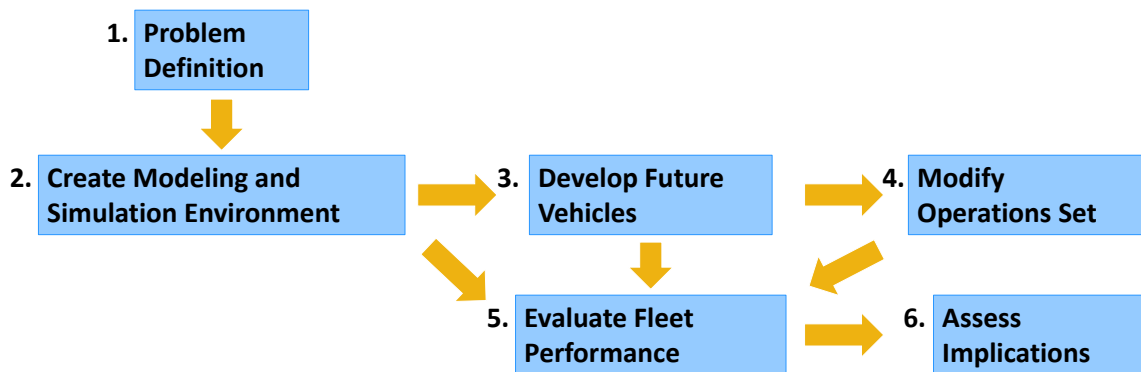 1. Problem
Definition
2. Create Modeling and
Simulation Environment
3. Develop Future
Vehicles
4. Modify
Operations Set
5. Evaluate Fleet
Performance
6. Assess
Implications